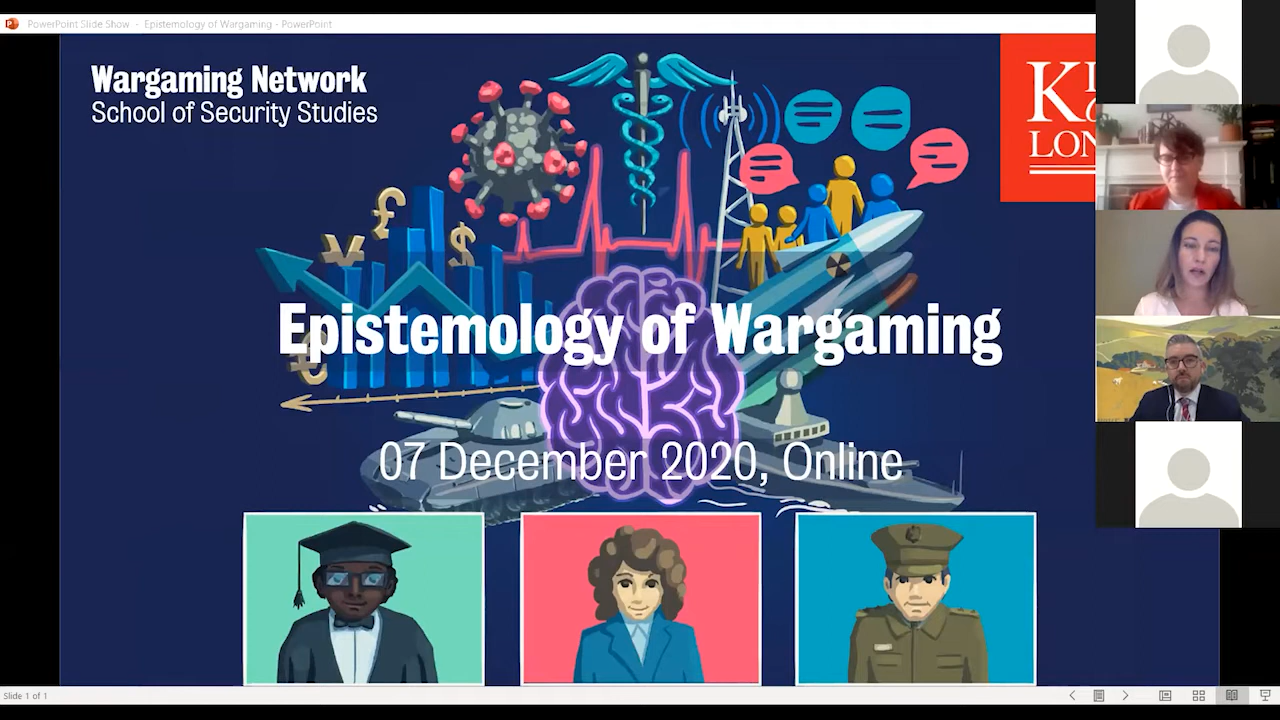 PowerPoint Slide Show - Epistemology of Wargaming - PowerPoint
Wargaming Network
School of Security Studies
K
LON
Epistemology of Wargaming
07 December 2020, Online
Slide 1 of 1